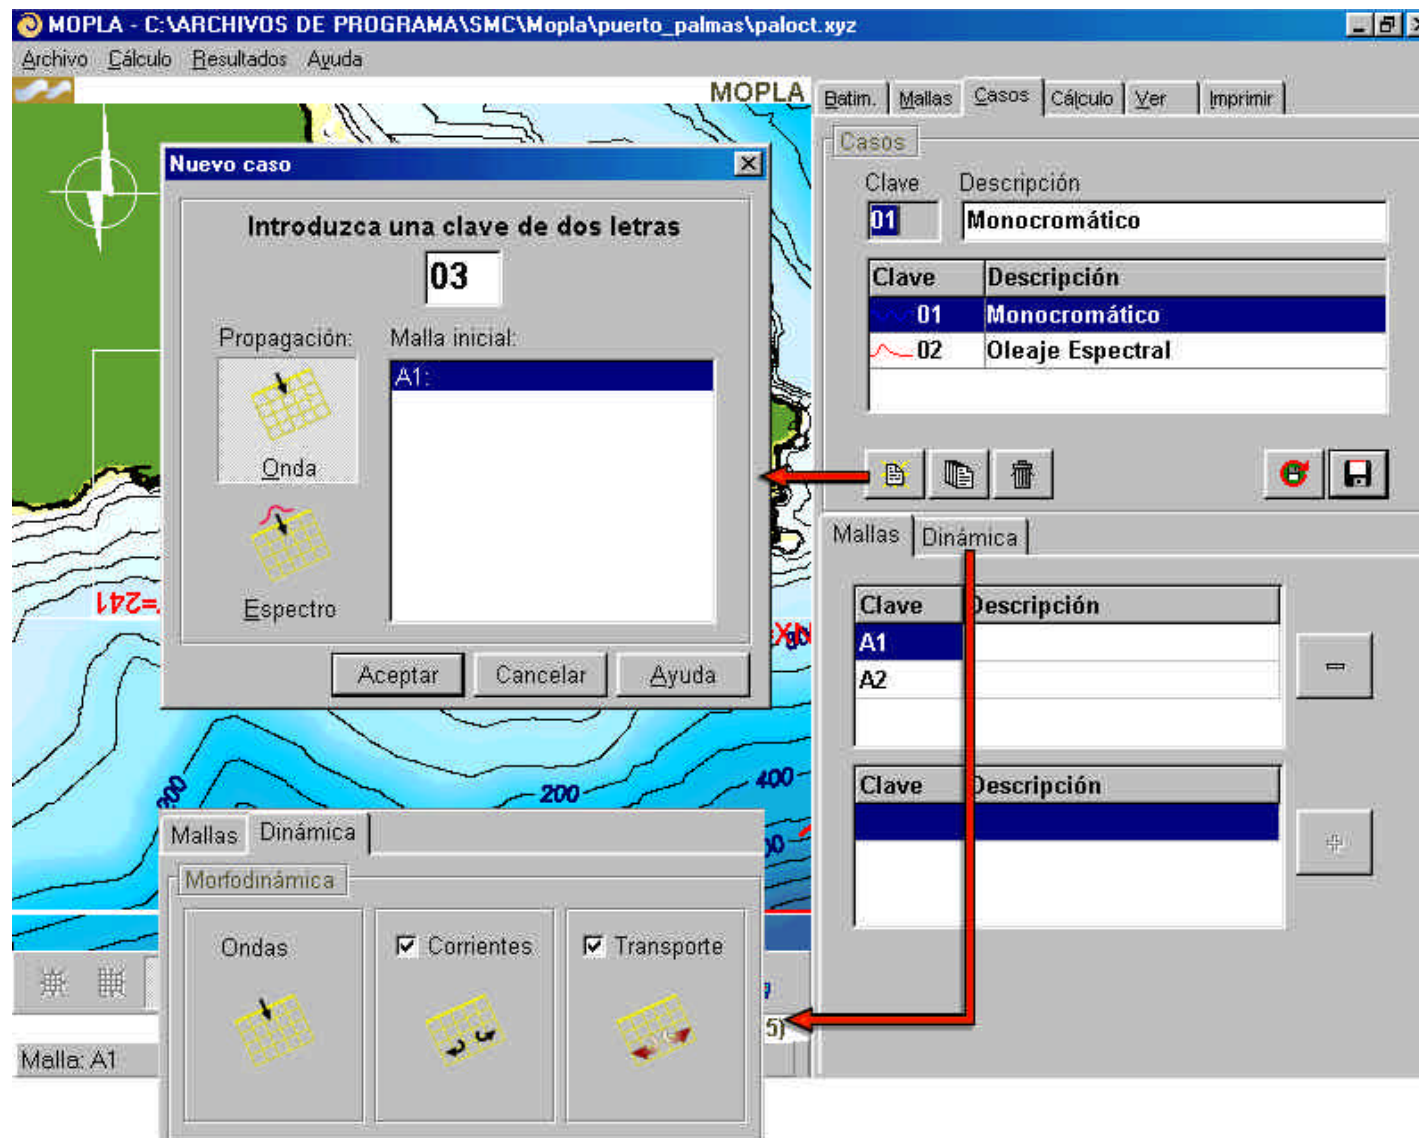 MOPLA - C:\ARCHIVOS DE PROGRAMA\SMC\Mopla\puerto_palmas\paloct.xyz
Archivo Cálculo Resultados Ayuda
MOPLA
Batim. Mallas Casos Cálculo Ver Imprimir
Casos
Clave Descripción
01 Monocromático
Clave Descripción
01 Monocromático
02 Oleaje Espectral
Nuevo caso
Introduzca una clave de dos letras
03
Propagación: Malla inicial:
A1:
Onda
Espectro
Aceptar Cancelar Ayuda
=241
Mallas Dinámica
Clave Descripción
A1
A2
Clave Descripción
200
400
Mallas Dinámica
Morfodinámica
Ondas Corrientes Transporte
5)
Malla: A1